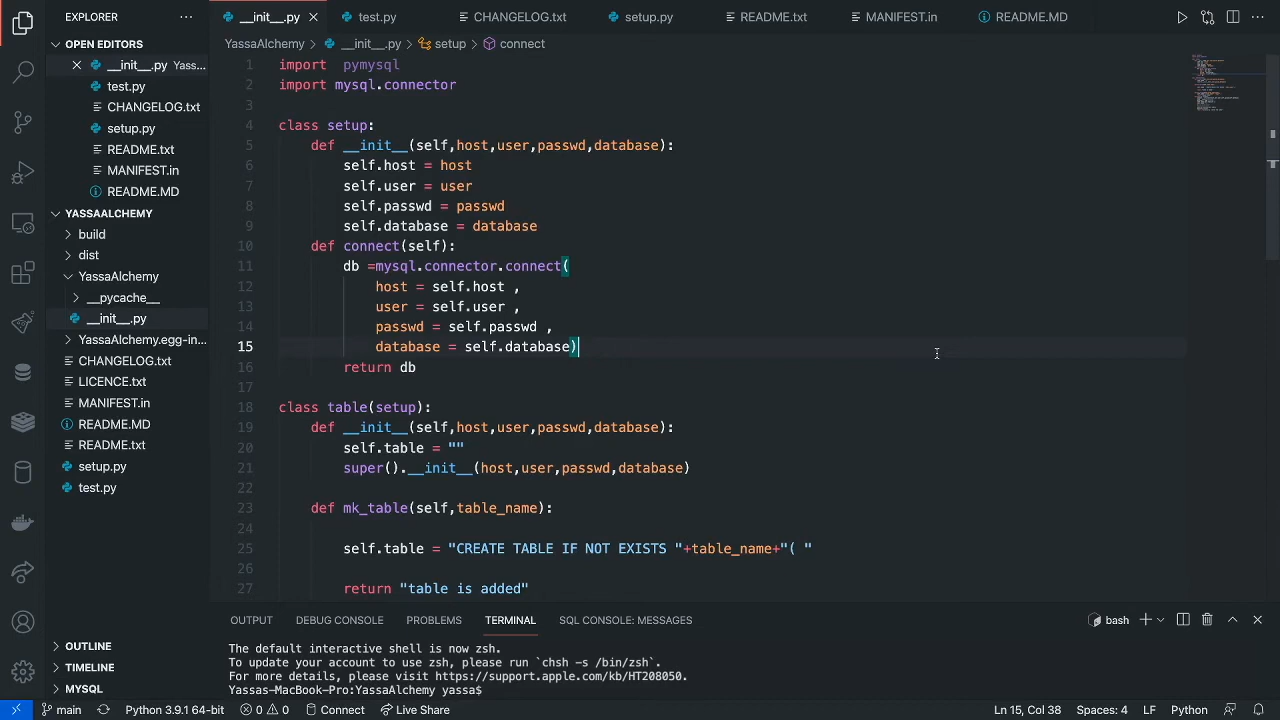 EXPLORER
OPEN EDITORS
__init__.py Yass...
test.py
CHANGELOG.txt
setup.py
README.txt
MANIFEST.in
README.MD
YASSAALCHEMY
build
dist
YassaAlchemy
__pycache__
__init__.py
YassaAlchemy.egg-in...
CHANGELOG.txt
LICENCE.txt
MANIFEST.in
README.MD
README.txt
setup.py
test.py
OUTLINE
TIMELINE
MYSQL
__init__.py test.py CHANGELOG.txt setup.py README.txt MANIFEST.in README.MD
YassaAlchemy > __init__.py > setup > connect
1 import  pymysql
2 import mysql.connector
3
4 class setup:
5     def __init__(self,host,user,passwd,database):
6         self.host = host
7         self.user = user
8         self.passwd = passwd
9         self.database = database
10     def connect(self):
11         db =mysql.connector.connect(
12             host = self.host ,
13             user = self.user ,
14             passwd = self.passwd ,
15             database = self.database)
16         return db
17
18 class table(setup):
19     def __init__(self,host,user,passwd,database):
20         self.table = ""
21         super().__init__(host,user,passwd,database)
22
23     def mk_table(self,table_name):
24
25         self.table = "CREATE TABLE IF NOT EXISTS "+table_name+"( "
26
27         return "table is added"
OUTPUT DEBUG CONSOLE PROBLEMS TERMINAL SQL CONSOLE: MESSAGES bash
The default interactive shell is now zsh.
To update your account to use zsh, please run `chsh -s /bin/zsh`.
For more details, please visit https://support.apple.com/kb/HT208050.
Yassas-MacBook-Pro:YassaAlchemy yassa$
main Python 3.9.1 64-bit 0 0 Connect Live Share Ln 15, Col 38 Spaces: 4 LF Python